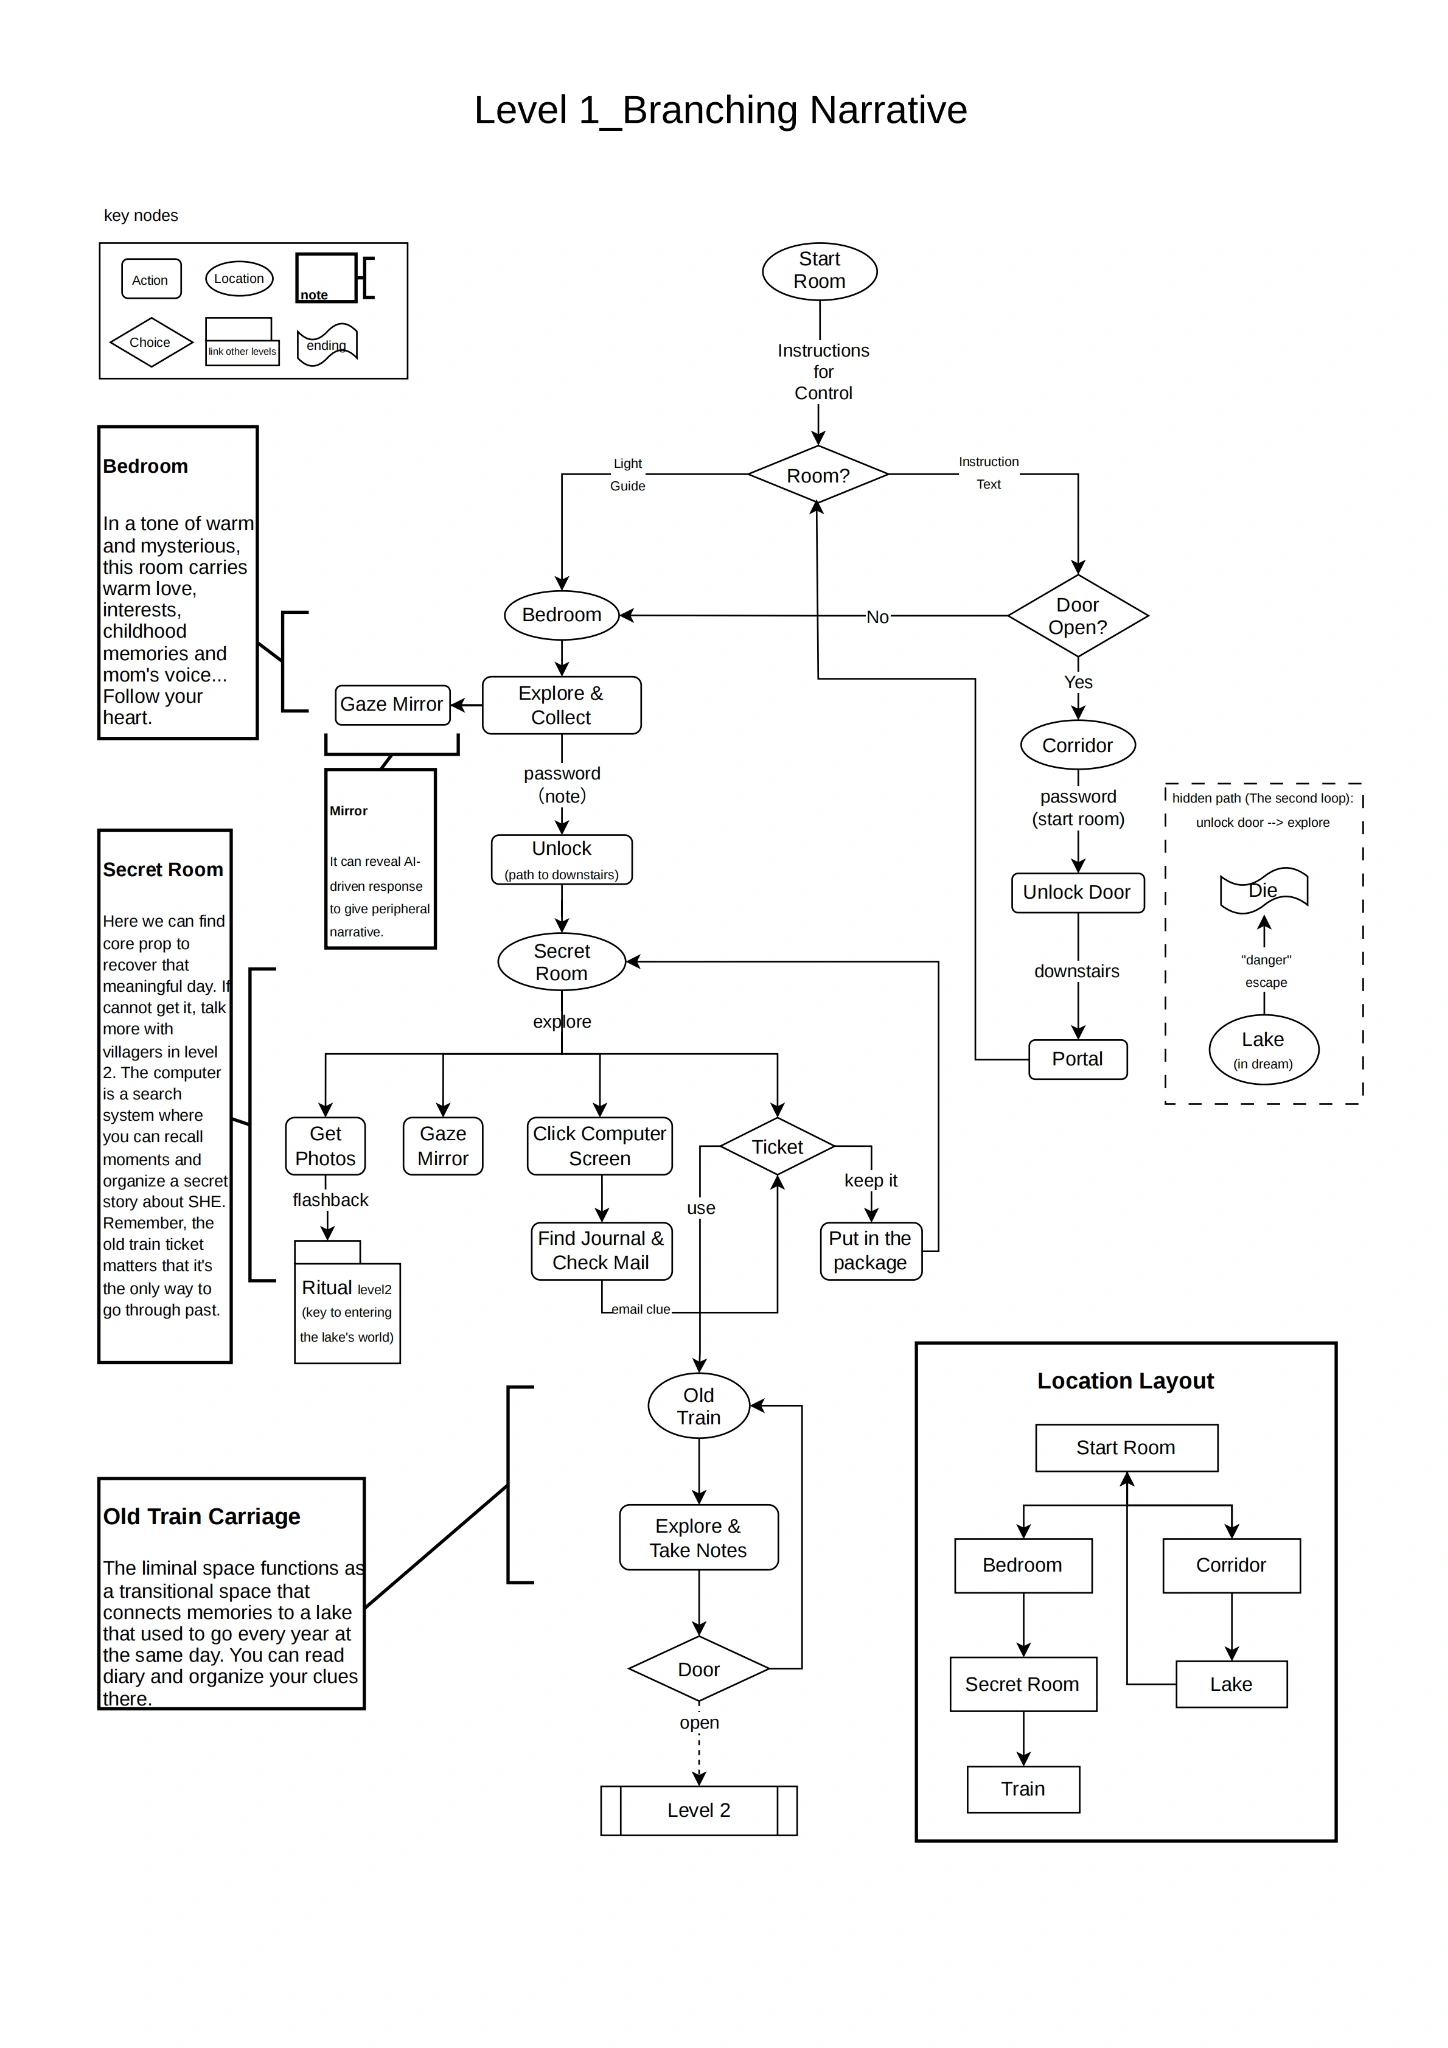 Level 1_Branching Narrative
key nodes
Action
Location
note
Choice
link other levels
ending
Start
Room
Instructions
for
Control
Room?
Light
Guide
Instruction
Text
Bedroom
In a tone of warm
and mysterious,
this room carries
warm love,
interests,
childhood
memories and
mom's voice...
Follow your
heart.
Bedroom
No
Door
Open?
Yes
Gaze Mirror
Explore &
Collect
Corridor
password
(note)
password
(start room)
Mirror
It can reveal AI-
driven response
to give peripheral
narrative.
Unlock
(path to downstairs)
Unlock Door
downstairs
Portal
hidden path (The second loop):
unlock door --> explore
Die
"danger"
escape
Lake
(in dream)
Secret Room
Here we can find
core prop to
recover that
meaningful day. If
cannot get it, talk
more with
villagers in level
2. The computer
is a search
system where
you can recall
moments and
organize a secret
story about SHE.
Remember, the
old train ticket
matters that it's
the only way to
go through past.
Secret
Room
explore
Get
Photos
Gaze
Mirror
Click Computer
Screen
Ticket
flashback
use
keep it
Ritual level2
(key to entering
the lake's world)
Find Journal &
Check Mail
Put in the
package
email clue
Old
Train
Explore &
Take Notes
Door
open
Level 2
Old Train Carriage
The liminal space functions as
a transitional space that
connects memories to a lake
that used to go every year at
the same day. You can read
diary and organize your clues
there.
Location Layout
Start Room
Bedroom
Corridor
Secret Room
Lake
Train